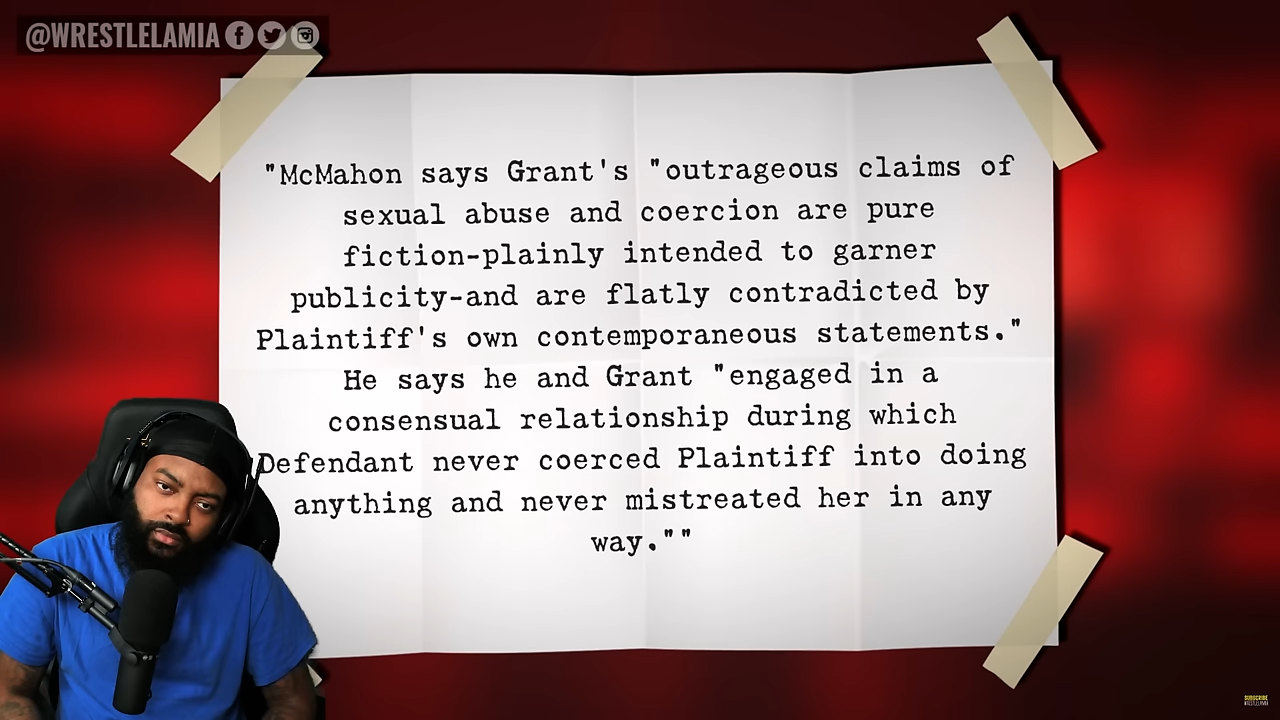 @WRESTLELAMIA
"McMahon says Grant's "outrageous claims of
sexual abuse and coercion are pure
fiction-plainly intended to garner
publicity-and are flatly contradicted by
Plaintiff's own contemporaneous statements."
He says he and Grant "engaged in a
consensual relationship during which
Defendant never coerced Plaintiff into doing
anything and never mistreated her in any
way.""
SUBSCRIBE
WRESTLELAMIA